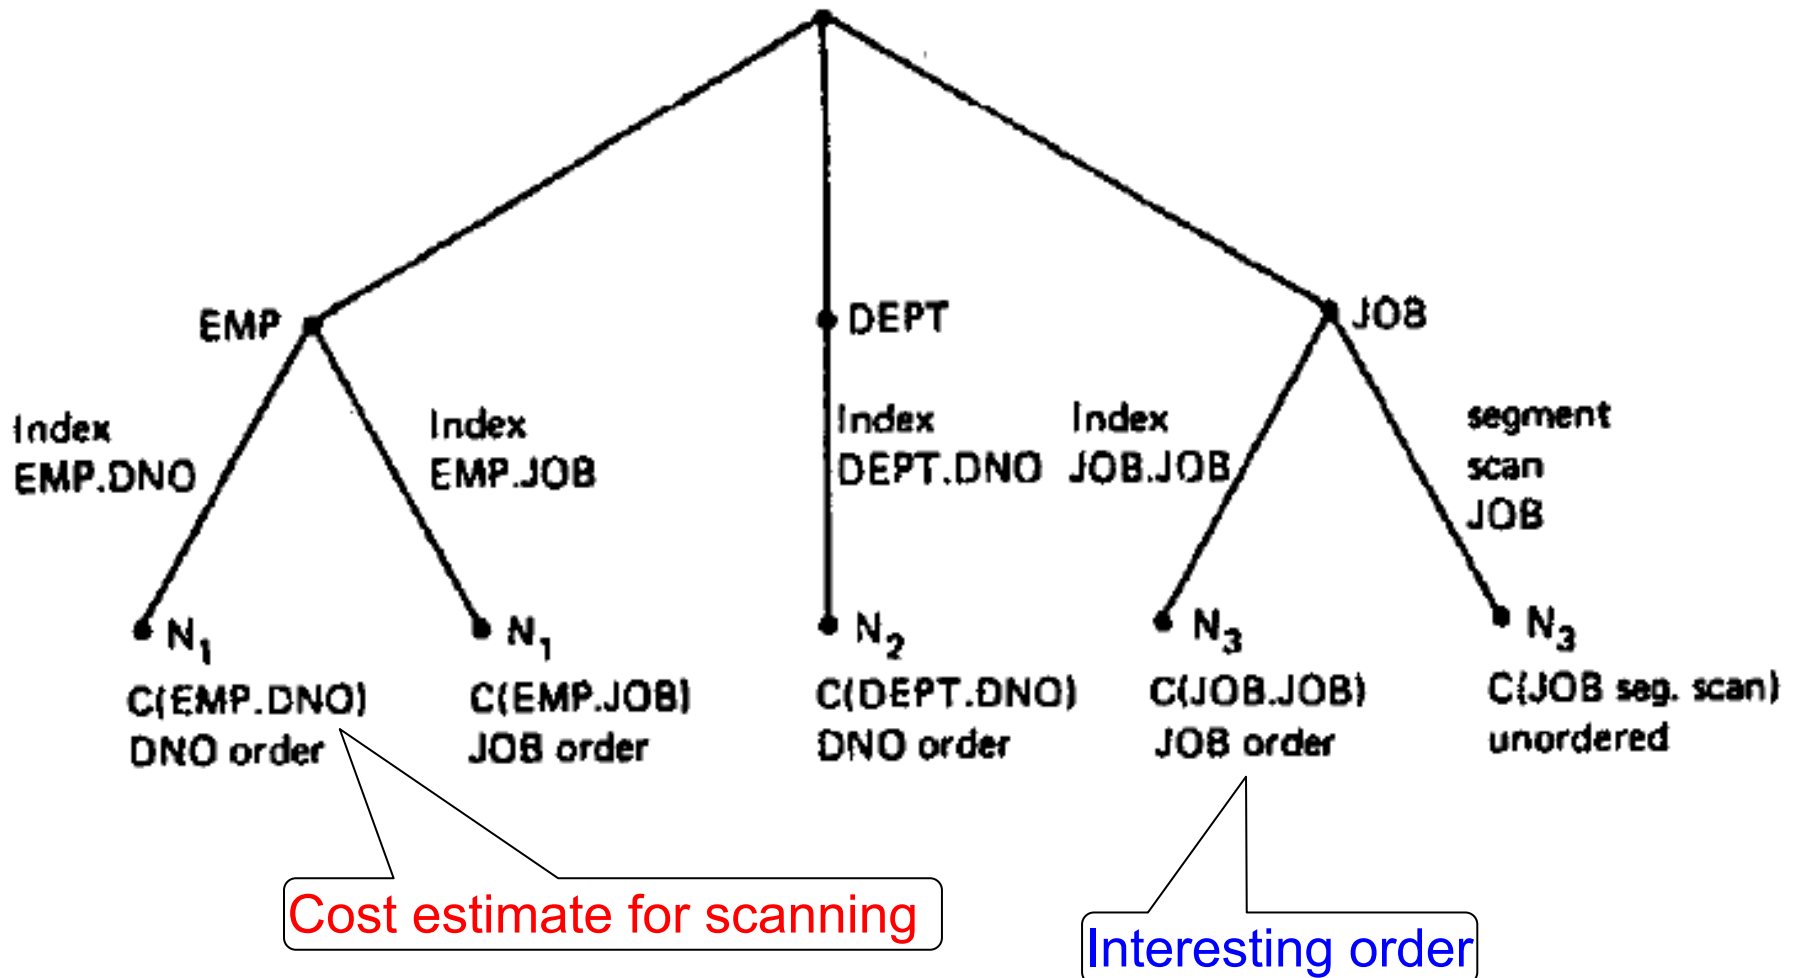 EMP
DEPT
JOB
Index
EMP.DNO
Index
EMP.JOB
Index
DEPT.DNO
Index
JOB.JOB
segment
scan
JOB
N1
C(EMP.DNO)
DNO order
N1
C(EMP.JOB)
JOB order
N2
C(DEPT.DNO)
DNO order
N3
C(JOB.JOB)
JOB order
N3
C(JOB seg. scan)
unordered
Cost estimate for scanning
Interesting order